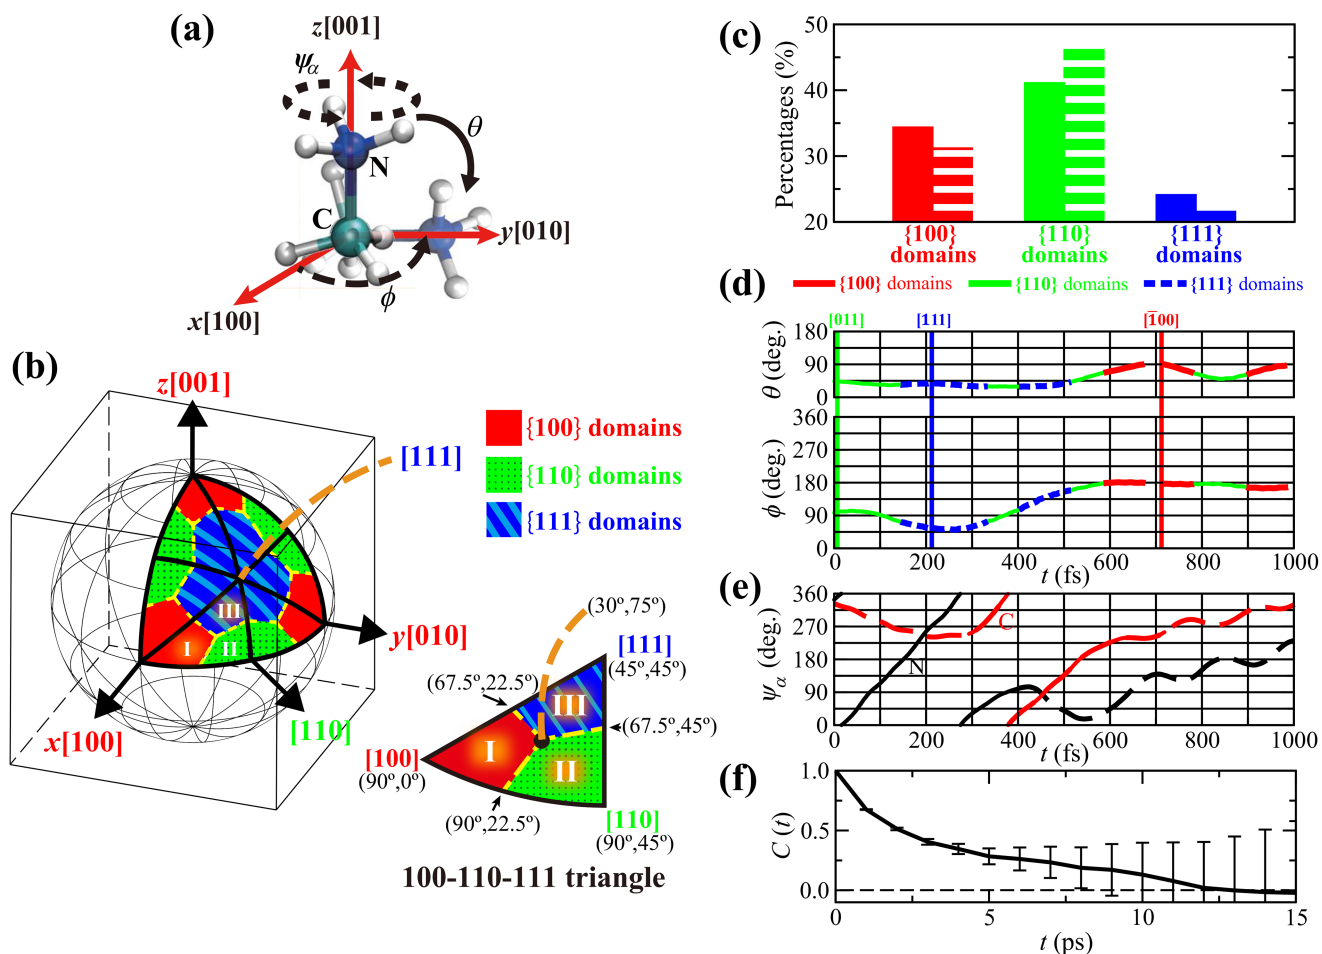 (a)
z[001]
ψα
θ
N
C
y[010]
ϕ
x[100]
(b)
z[001]
[111]
{100} domains
{110} domains
{111} domains
III
I
II
y[010]
x[100]
[110]
(30º,75º)
[111]
(45º,45º)
(67.5º,22.5º)
III
(67.5º,45º)
I
[100]
(90º,0º)
II
(90º,22.5º)
[110]
(90º,45º)
100-110-111 triangle
(c)
Percentages (%)
50
40
30
20
{100}
domains
{110}
domains
{111}
domains
(d)
{100} domains
{110} domains
{111} domains
[011]
[111]
[1̄00]
θ (deg.)
180
90
0
ϕ (deg.)
360
270
180
90
0
0 200 400 600 800 1000
t (fs)
(e)
ψα (deg.)
360
270
180
90
0
C
N
0 200 400 600 800 1000
t (fs)
(f)
C (t)
1.0
0.5
0.0
0 5 10 15
t (ps)